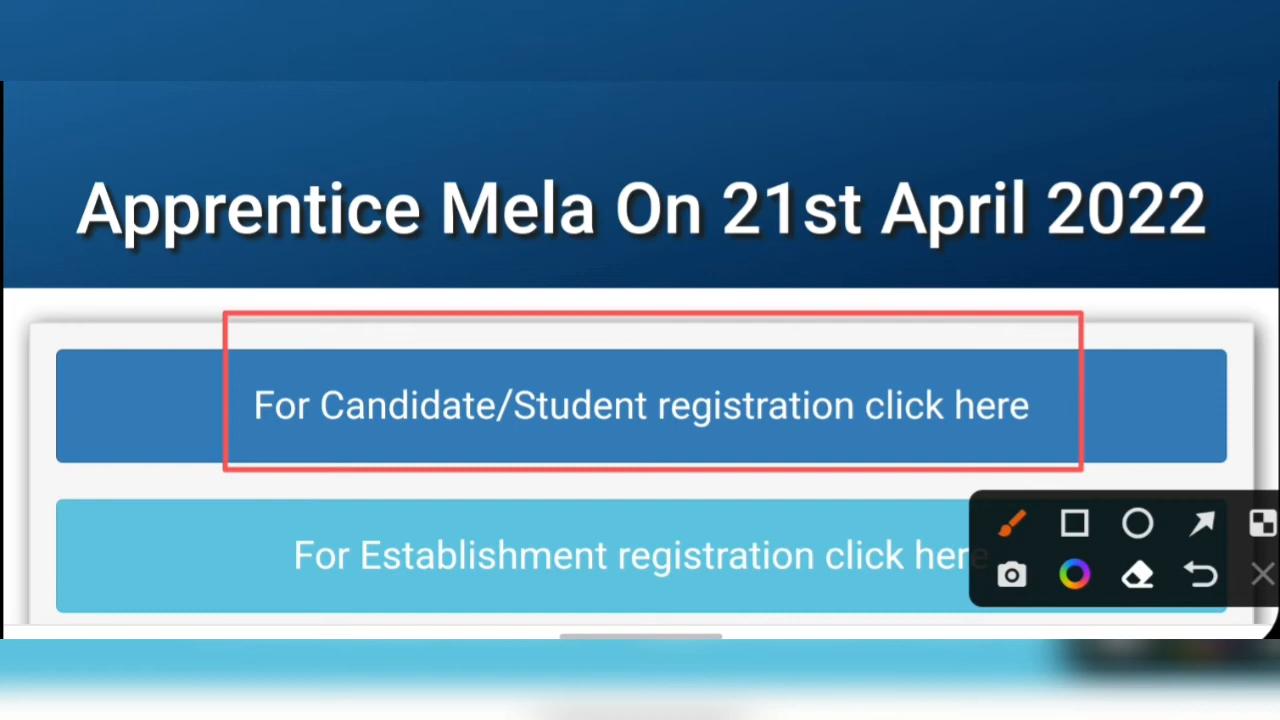 Apprentice Mela On 21st April 2022
For Candidate/Student registration click here
For Establishment registration click here